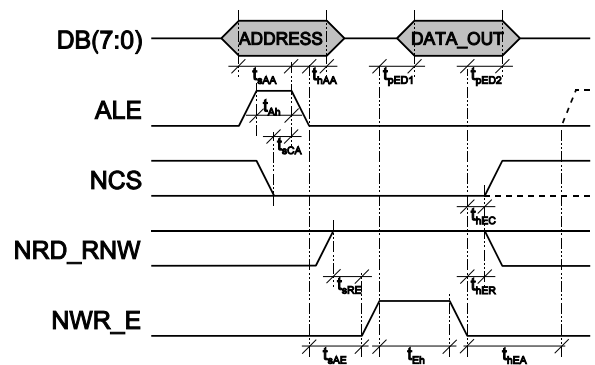 DB(7:0) ADDRESS DATA_OUT
tsAA thAA tpED1 tpED2
ALE
tAh
tsCA
NCS
thEC
NRD_RNW
tsRE thER
NWR_E
tsAE tEh thEA